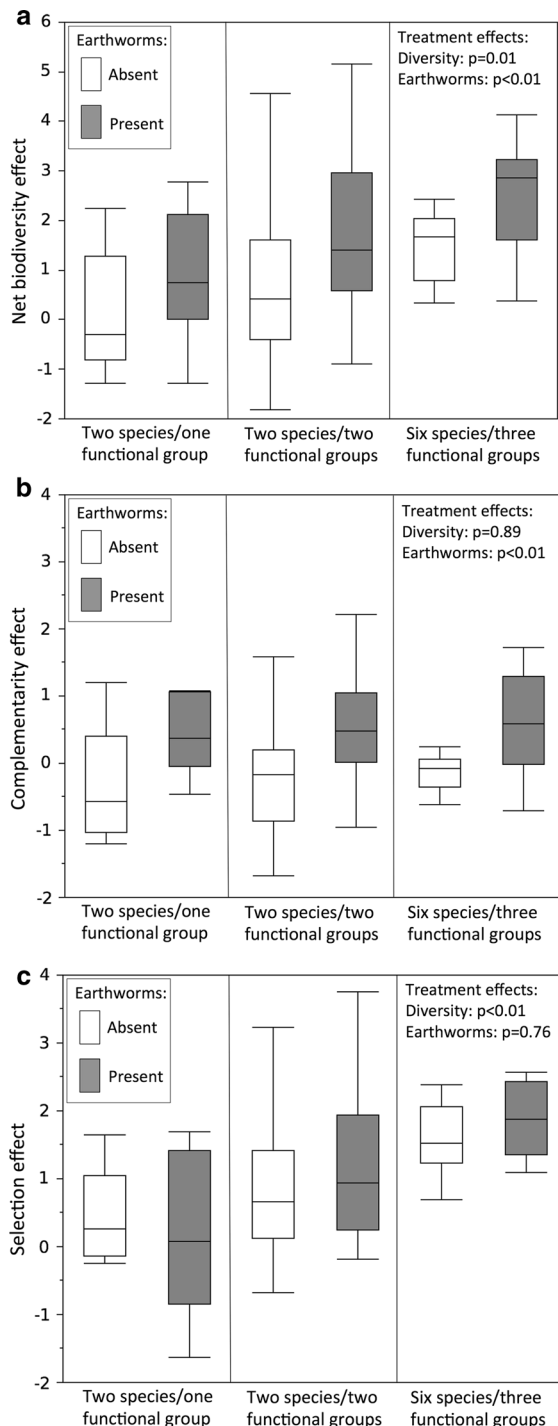 a
Net biodiversity effect
6
5
4
3
2
1
0
-1
-2
Earthworms:
Absent
Present
Treatment effects:
Diversity: p=0.01
Earthworms: p<0.01
Two species/one
functional group
Two species/two
functional groups
Six species/three
functional groups
b
Complementarity effect
4
3
2
1
0
-1
-2
Earthworms:
Absent
Present
Treatment effects:
Diversity: p=0.89
Earthworms: p<0.01
Two species/one
functional group
Two species/two
functional groups
Six species/three
functional groups
c
Selection effect
4
3
2
1
0
-1
-2
Earthworms:
Absent
Present
Treatment effects:
Diversity: p<0.01
Earthworms: p=0.76
Two species/one
functional group
Two species/two
functional groups
Six species/three
functional groups